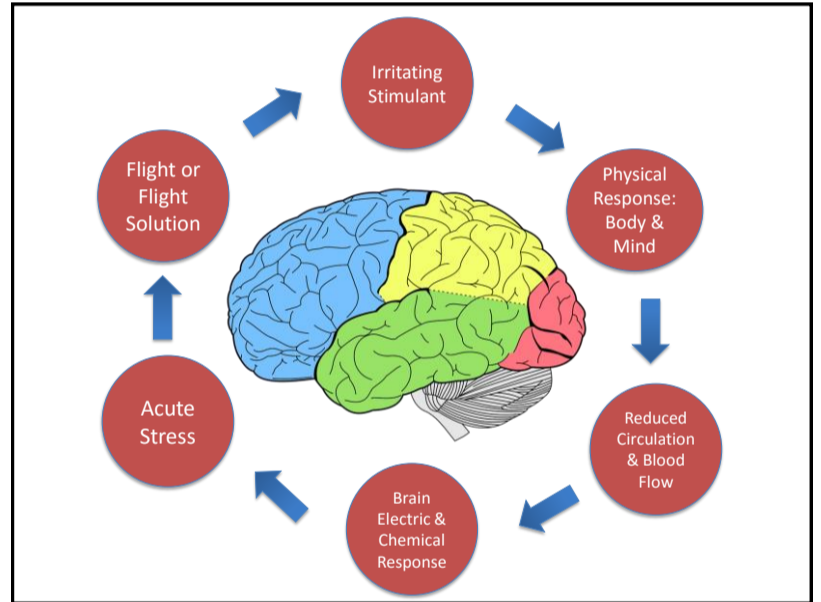 Irritating
Stimulant
Physical
Response:
Body &
Mind
Reduced
Circulation
& Blood
Flow
Brain
Electric &
Chemical
Response
Acute
Stress
Flight or
Flight
Solution